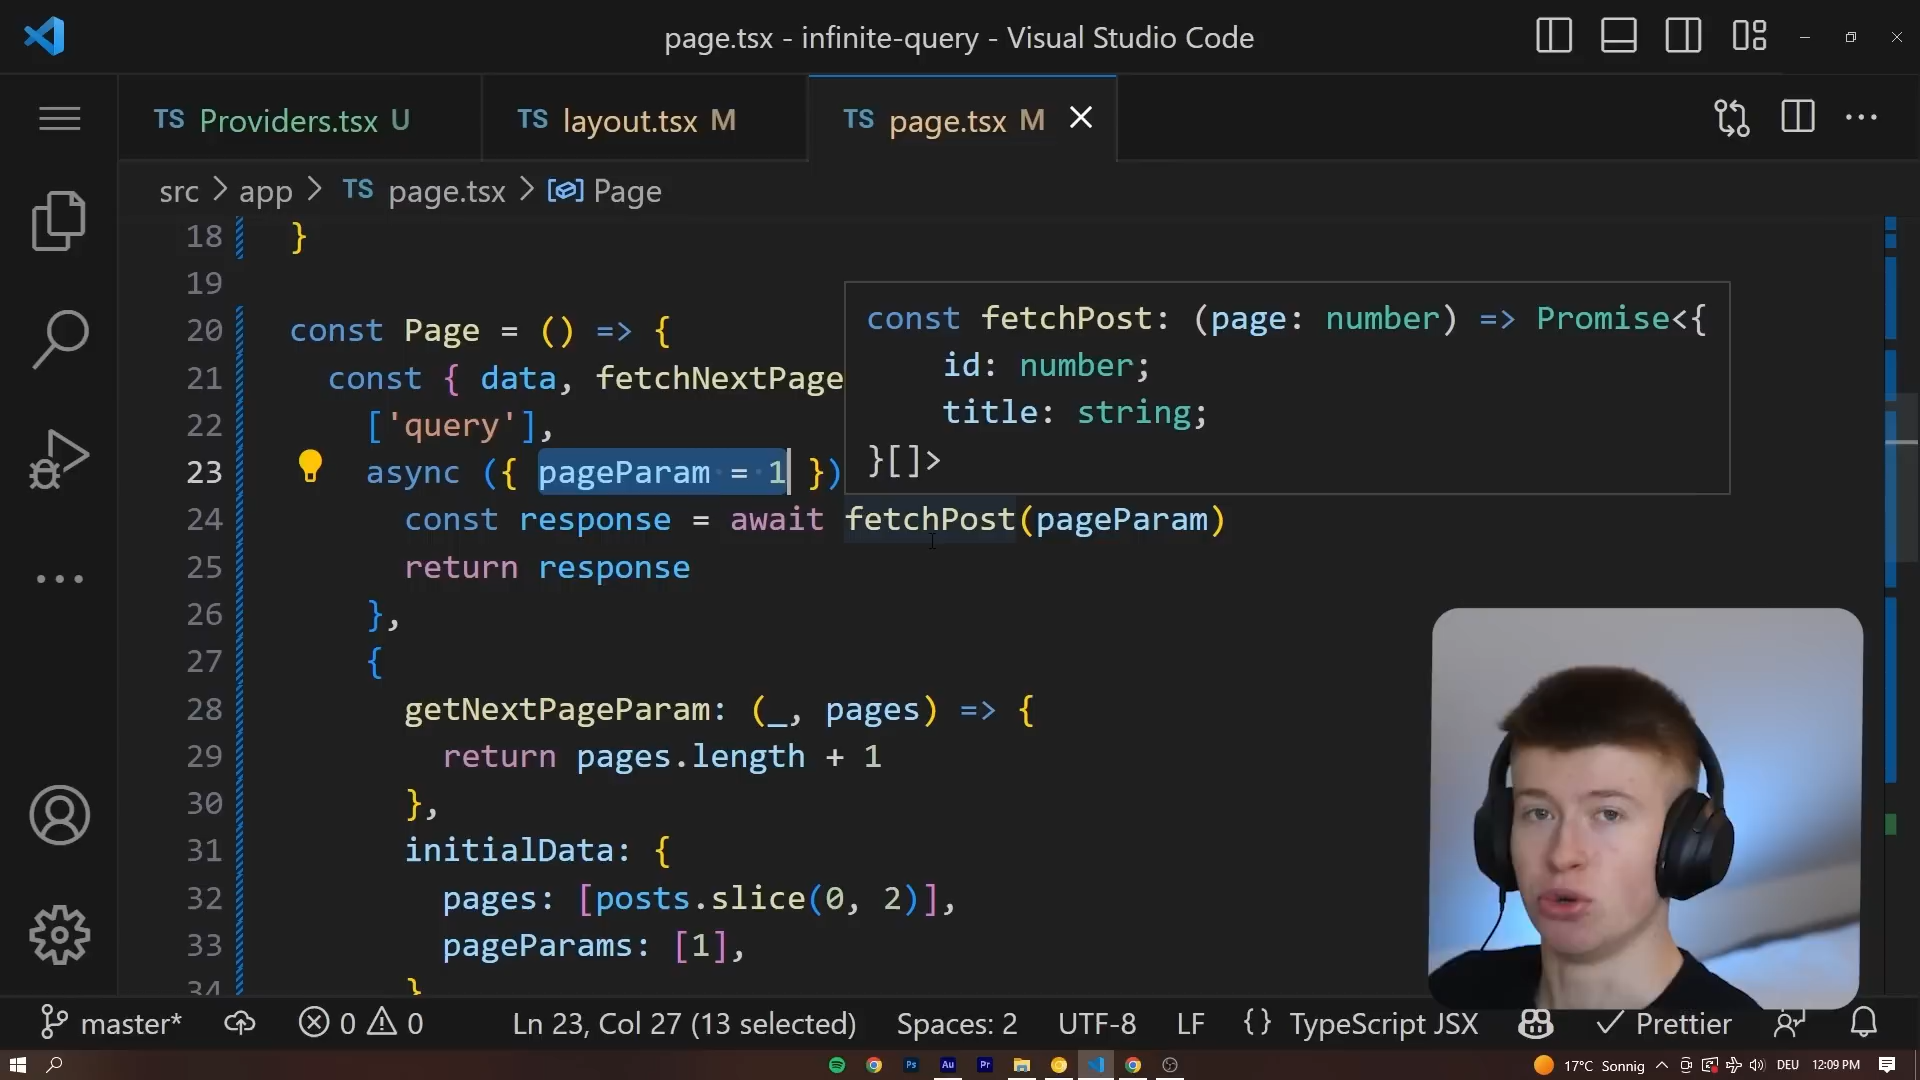 page.tsx - infinite-query - Visual Studio Code
TS Providers.tsx U
TS layout.tsx M
TS page.tsx M
src > app > TS page.tsx > Page
18 }
19
20 const Page = () => {
21 const { data, fetchNextPage
22 ['query'],
23 async ({ pageParam = 1 })
24 const response = await fetchPost(pageParam)
25 return response
26 },
27 {
28 getNextPageParam: (_, pages) => {
29 return pages.length + 1
30 },
31 initialData: {
32 pages: [posts.slice(0, 2)],
33 pageParams: [1],
34 }
const fetchPost: (page: number) => Promise<{
id: number;
title: string;
}[]>
master* 0 0 Ln 23, Col 27 (13 selected) Spaces: 2 UTF-8 LF {} TypeScript JSX Prettier
Ps Au Pr 17°C Sonnig DEU 12:09 PM